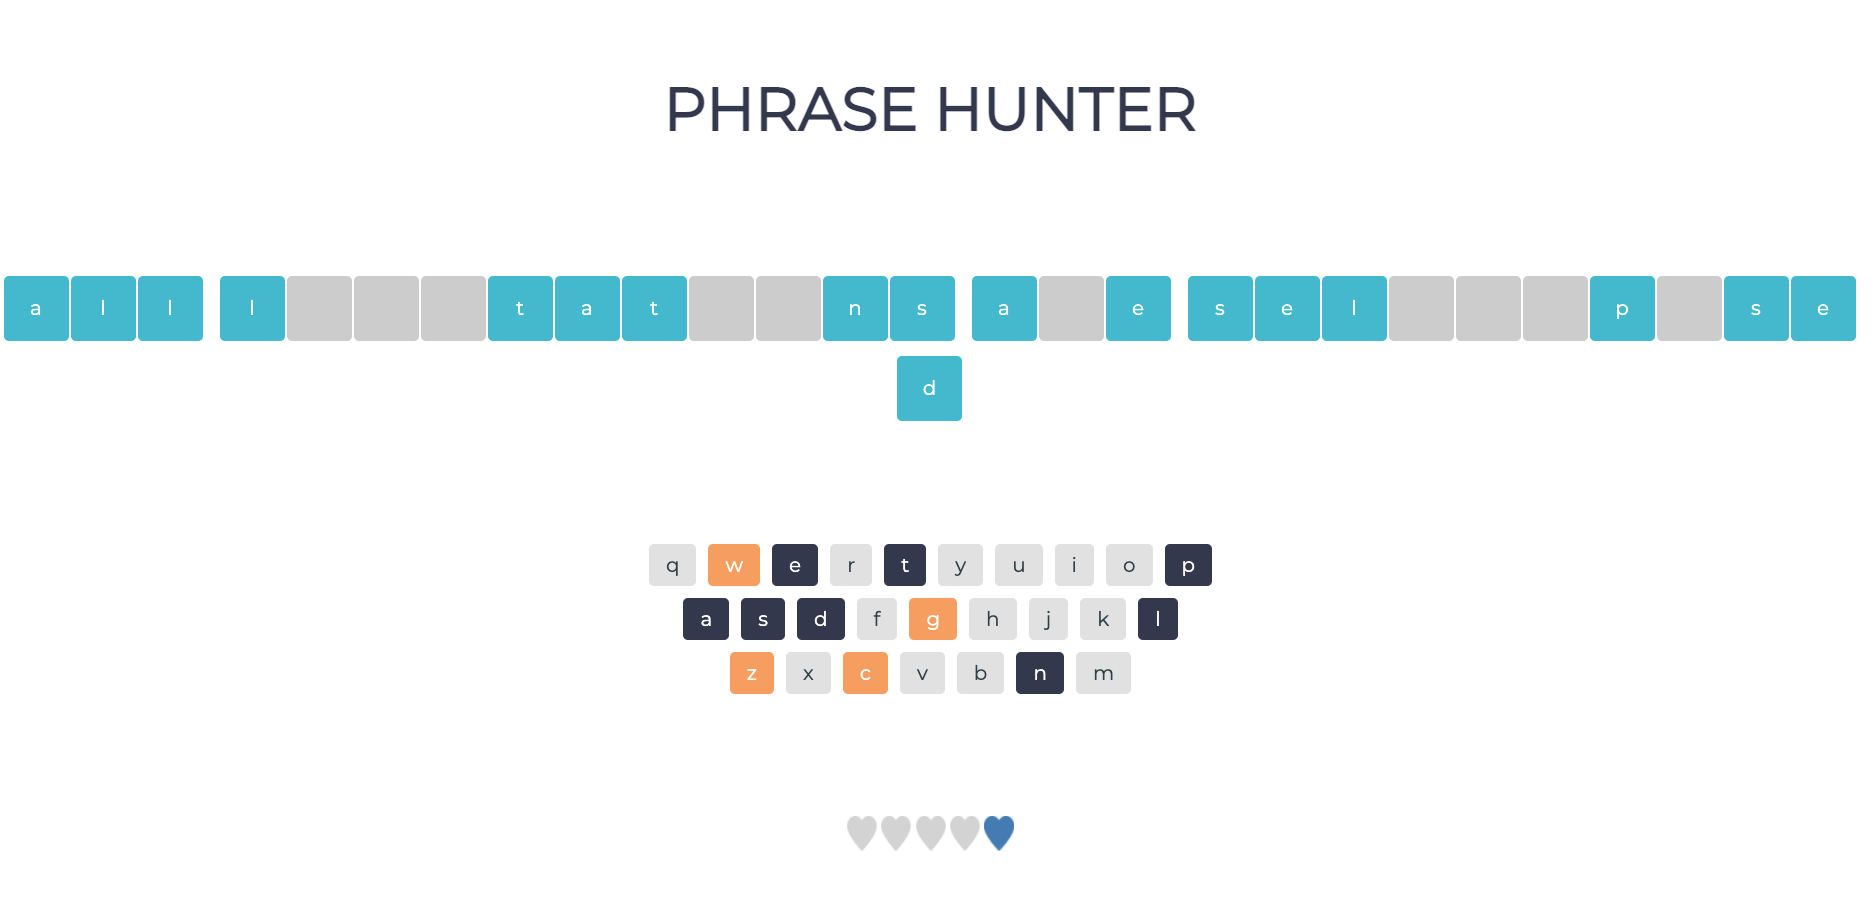 PHRASE HUNTER
a l l l t a t n s a e s e l p s e
d
q w e r t y u i o p
a s d f g h j k l
z x c v b n m